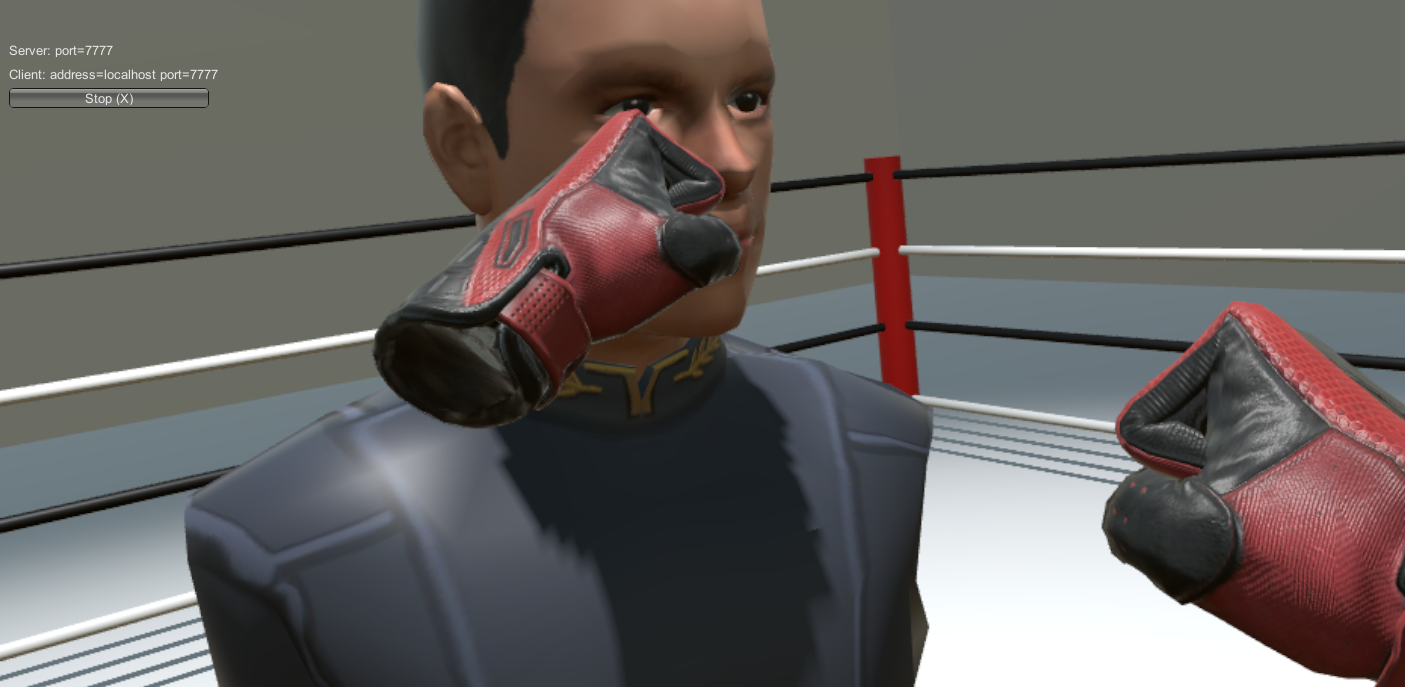 Server: port=7777
Client: address=localhost port=7777
Stop (X)